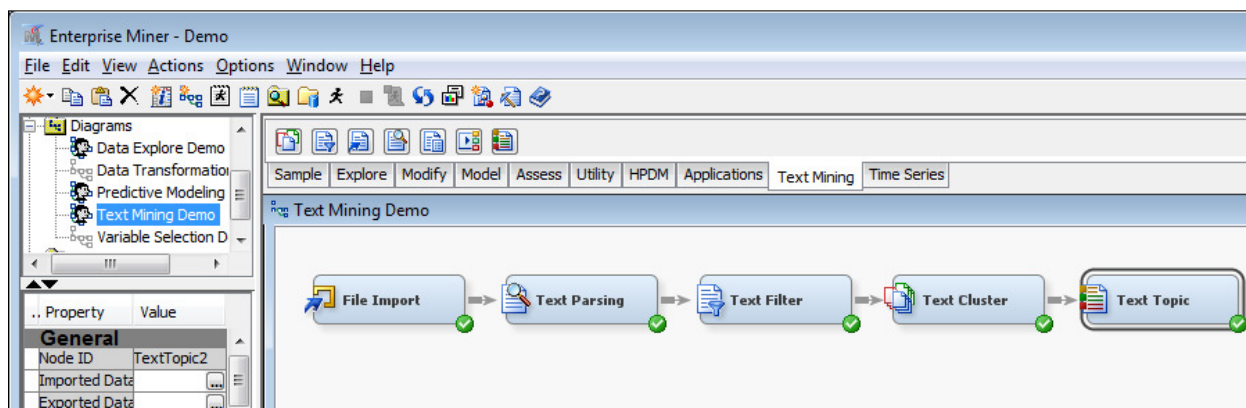 Enterprise Miner - Demo
File Edit View Actions Options Window Help
Diagrams
Data Explore Demo
Data Transformation
Predictive Modeling
Text Mining Demo
Variable Selection D
.. Property Value
General
Node ID TextTopic2
Imported Data ...
Exported Data ...
Sample Explore Modify Model Assess Utility HPDM Applications Text Mining Time Series
Text Mining Demo
File Import Text Parsing Text Filter Text Cluster Text Topic